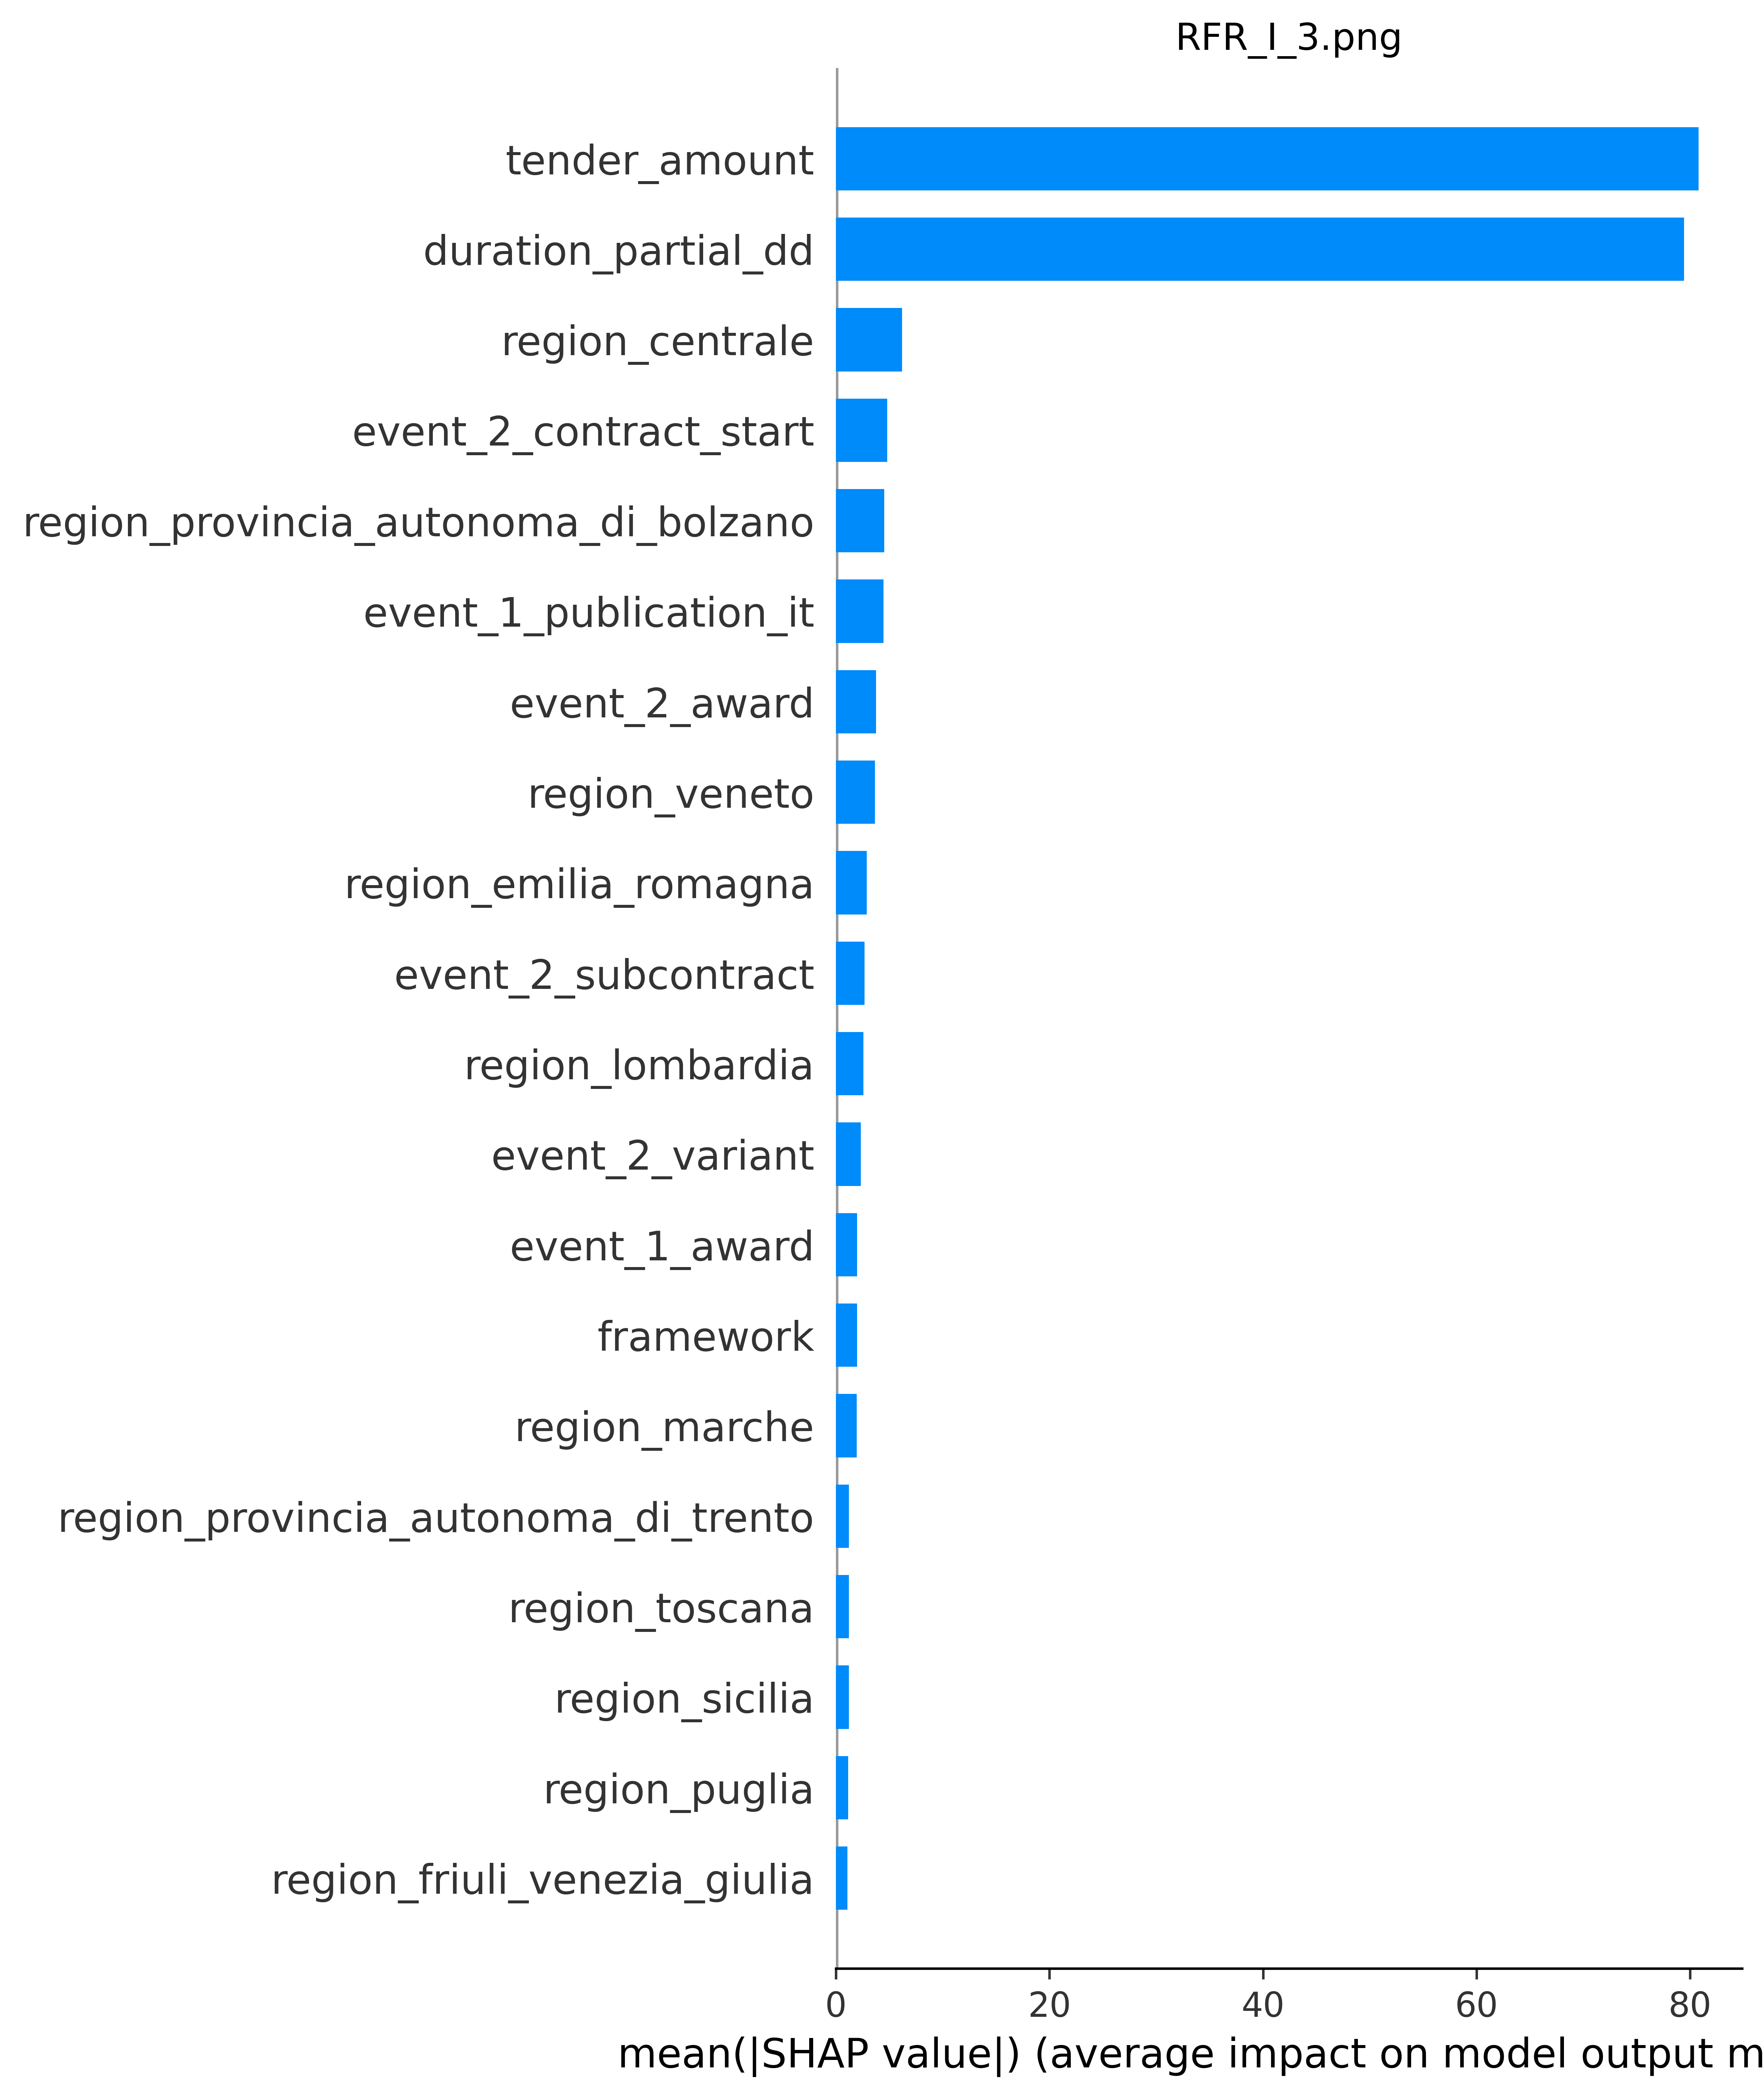 RFR_I_3.png
tender_amount
duration_partial_dd
region_centrale
event_2_contract_start
region_provincia_autonoma_di_bolzano
event_1_publication_it
event_2_award
region_veneto
region_emilia_romagna
event_2_subcontract
region_lombardia
event_2_variant
event_1_award
framework
region_marche
region_provincia_autonoma_di_trento
region_toscana
region_sicilia
region_puglia
region_friuli_venezia_giulia
0 20 40 60 80
mean(|SHAP value|) (average impact on model output m